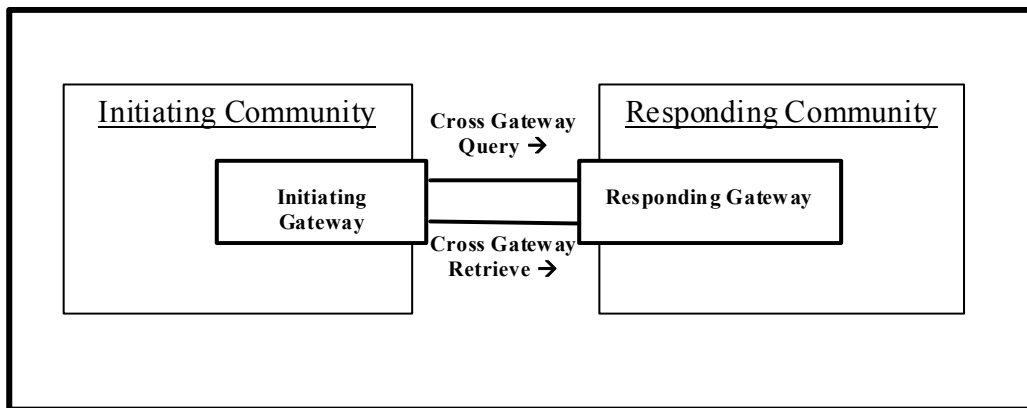 Initiating Community
Cross Gateway
Query →
Responding Community
Initiating
Gateway
Responding Gateway
Cross Gateway
Retrieve →